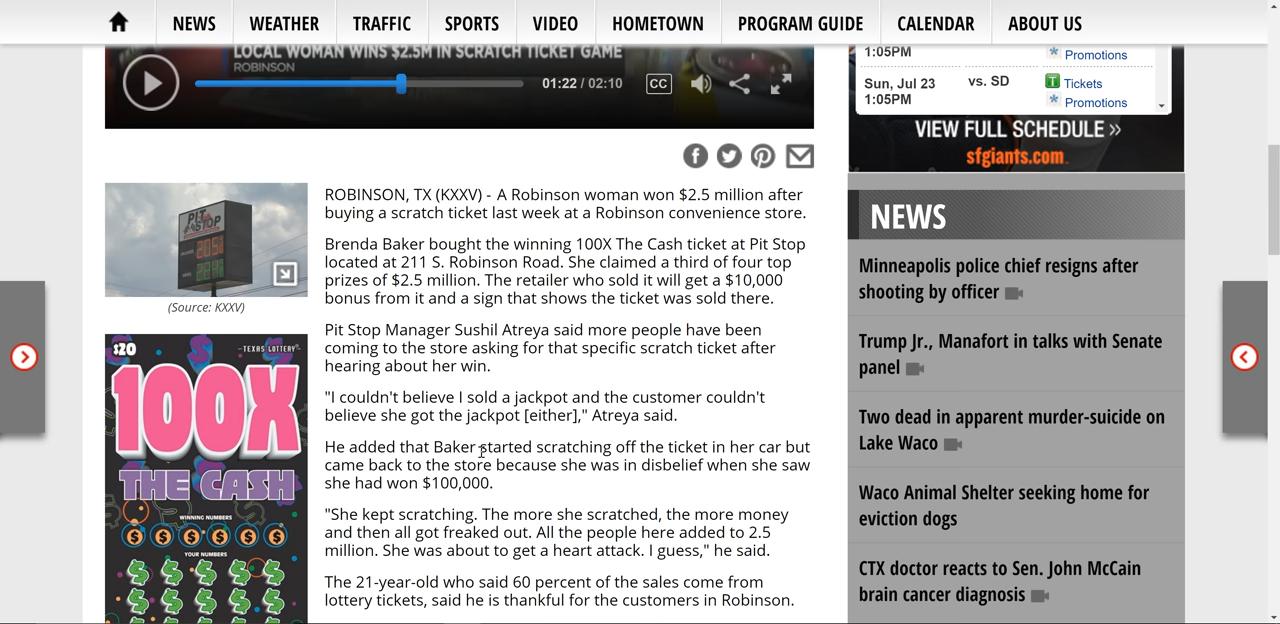 NEWS WEATHER TRAFFIC SPORTS VIDEO HOMETOWN PROGRAM GUIDE CALENDAR ABOUT US
LOCAL WOMAN WINS $2.5M IN SCRATCH TICKET GAME
ROBINSON
01:22 / 02:10 CC
PIT STOP
(Source: KXXV)
$20 TEXAS LOTTERY
100X
THE CASH
WINNING NUMBERS
YOUR NUMBERS
ROBINSON, TX (KXXV) - A Robinson woman won $2.5 million after
buying a scratch ticket last week at a Robinson convenience store.
Brenda Baker bought the winning 100X The Cash ticket at Pit Stop
located at 211 S. Robinson Road. She claimed a third of four top
prizes of $2.5 million. The retailer who sold it will get a $10,000
bonus from it and a sign that shows the ticket was sold there.
Pit Stop Manager Sushil Atreya said more people have been
coming to the store asking for that specific scratch ticket after
hearing about her win.
"I couldn't believe I sold a jackpot and the customer couldn't
believe she got the jackpot [either]," Atreya said.
He added that Baker started scratching off the ticket in her car but
came back to the store because she was in disbelief when she saw
she had won $100,000.
"She kept scratching. The more she scratched, the more money
and then all got freaked out. All the people here added to 2.5
million. She was about to get a heart attack. I guess," he said.
The 21-year-old who said 60 percent of the sales come from
lottery tickets, said he is thankful for the customers in Robinson.
1:05PM
Promotions
Sun, Jul 23 vs. SD T Tickets
1:05PM
Promotions
VIEW FULL SCHEDULE »
sfgiants.com
NEWS
Minneapolis police chief resigns after
shooting by officer
Trump Jr., Manafort in talks with Senate
panel
Two dead in apparent murder-suicide on
Lake Waco
Waco Animal Shelter seeking home for
eviction dogs
CTX doctor reacts to Sen. John McCain
brain cancer diagnosis